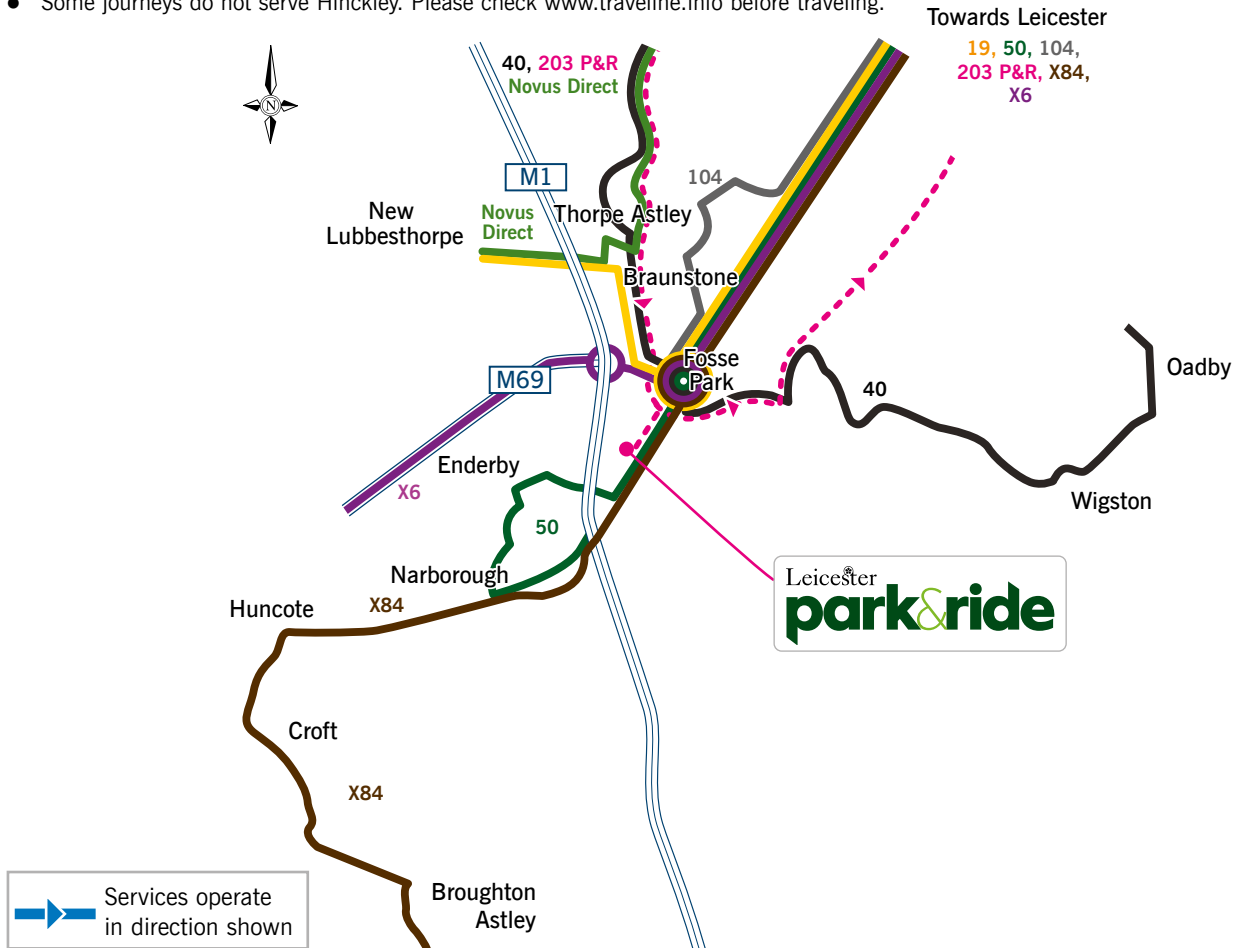 ● Some journeys do not serve Hinckley. Please check www.traveline.info before traveling.
Towards Leicester
19, 50, 104,
203 P&R, X84,
X6
40, 203 P&R
Novus Direct
N
M1
104
New
Lubbesthorpe
Novus
Direct
Thorpe Astley
Braunstone
Fosse
Park
M69
40
Oadby
Enderby
X6
Wigston
50
Narborough
Leicester
park&ride
Huncote
X84
Croft
X84
Services operate
in direction shown
Broughton
Astley